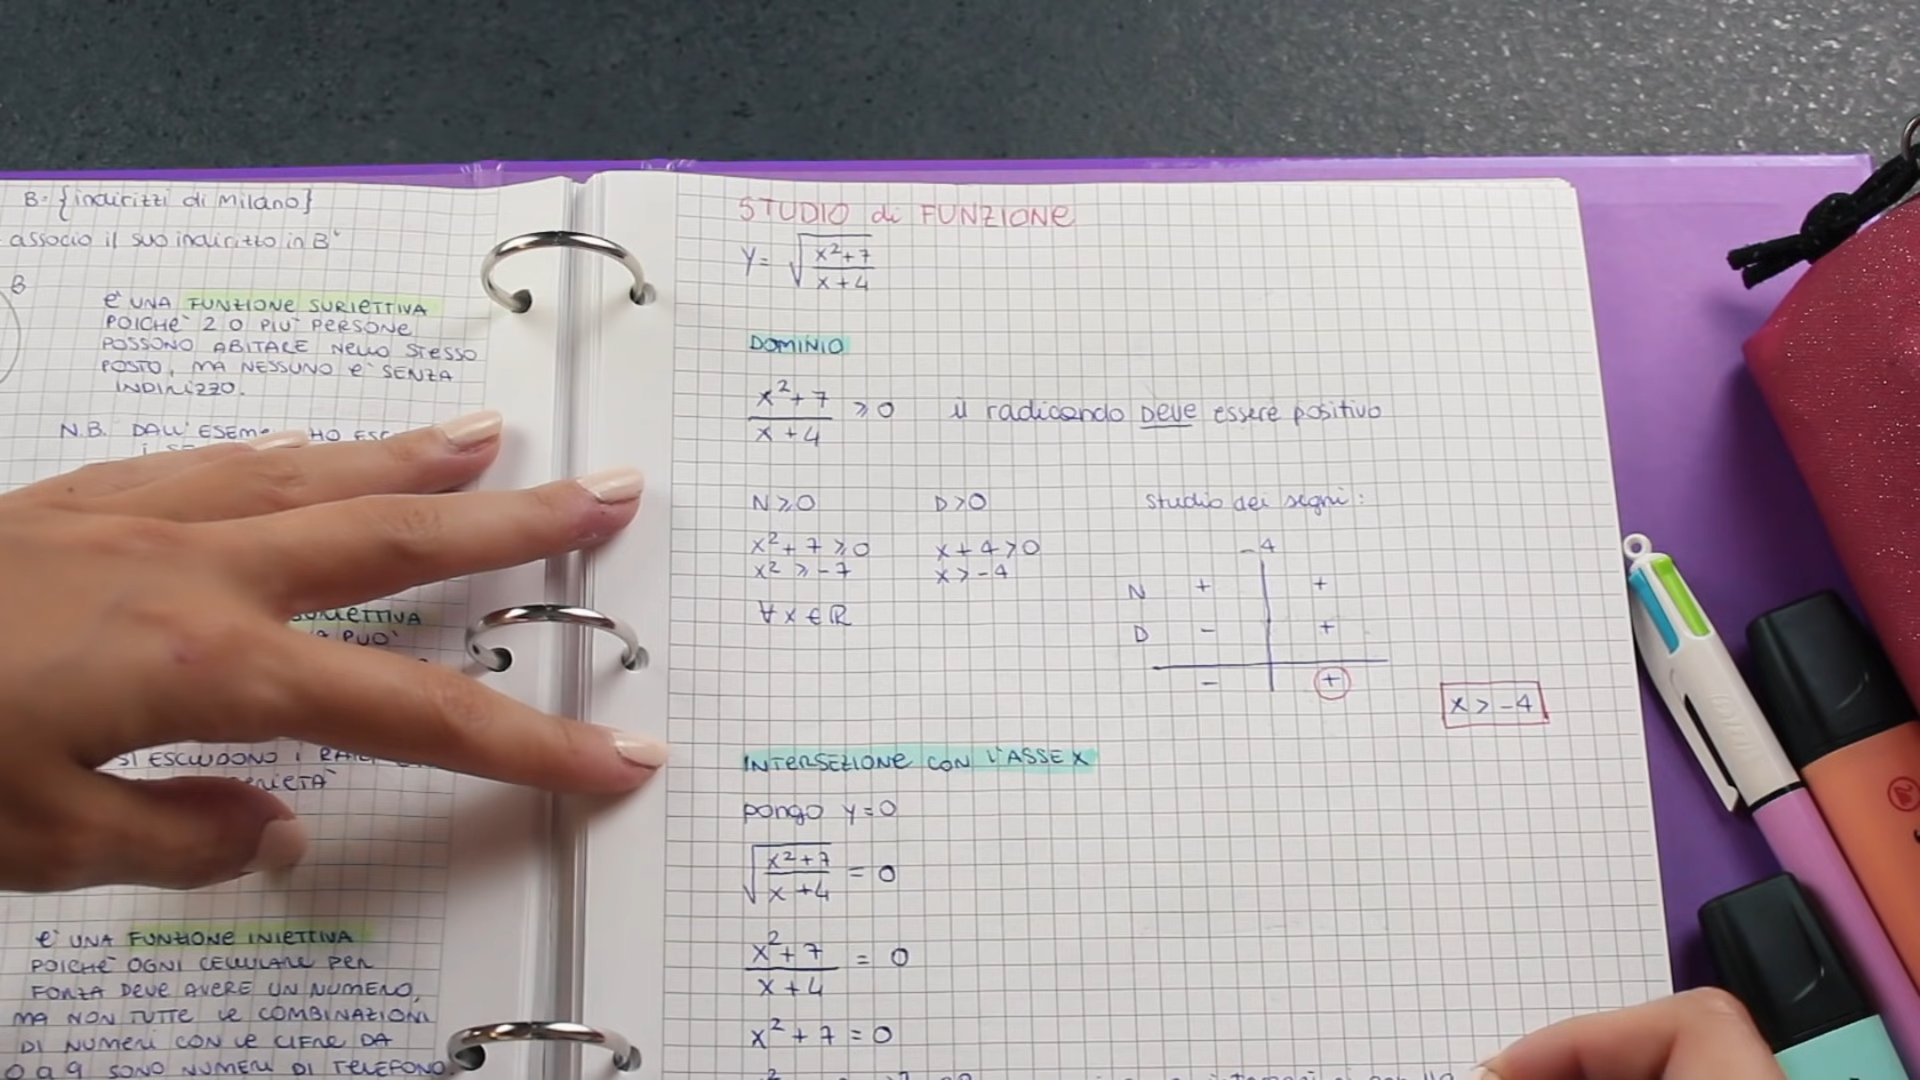 B= {indirizzi di Milano}
associo il suo indirizzo in B"
B
E' UNA FUNZIONE SURIETTIVA
POICHE' 2 O PIU' PERSONE
POSSONO ABITARE NELLO STESSO
POSTO, MA NESSUNO E' SENZA
INDIRIZZO.
N.B. DALL'ESEM HO
SURIETTIVA
PUO'
SI ESCLUDONO I
E' UNA FUNZIONE INIETTIVA
POICHE' OGNI CELLULARE PER
FORZA DEVE AVERE UN NUMERO,
MA NON TUTTE LE COMBINAZIONI
DI NUMERI CON LE CIFRE DA
0 a 9 SONO NUMERI DI TELEFONO.
STUDIO di FUNZIONE
y = √((x²+7)/(x+4))
DOMINIO
(x²+7)/(x+4) ≥ 0 il radicando DEVE essere positivo
N≥0 D>0 Studio dei segni:
x²+7≥0 x+4>0 -4
x² ≥ -7 x>-4
N + +
∀x∈ℝ
D - +
- +
x > -4
INTERSEZIONE CON L'ASSE X
pongo y=0
√((x²+7)/(x+4)) = 0
(x²+7)/(x+4) = 0
x²+7=0